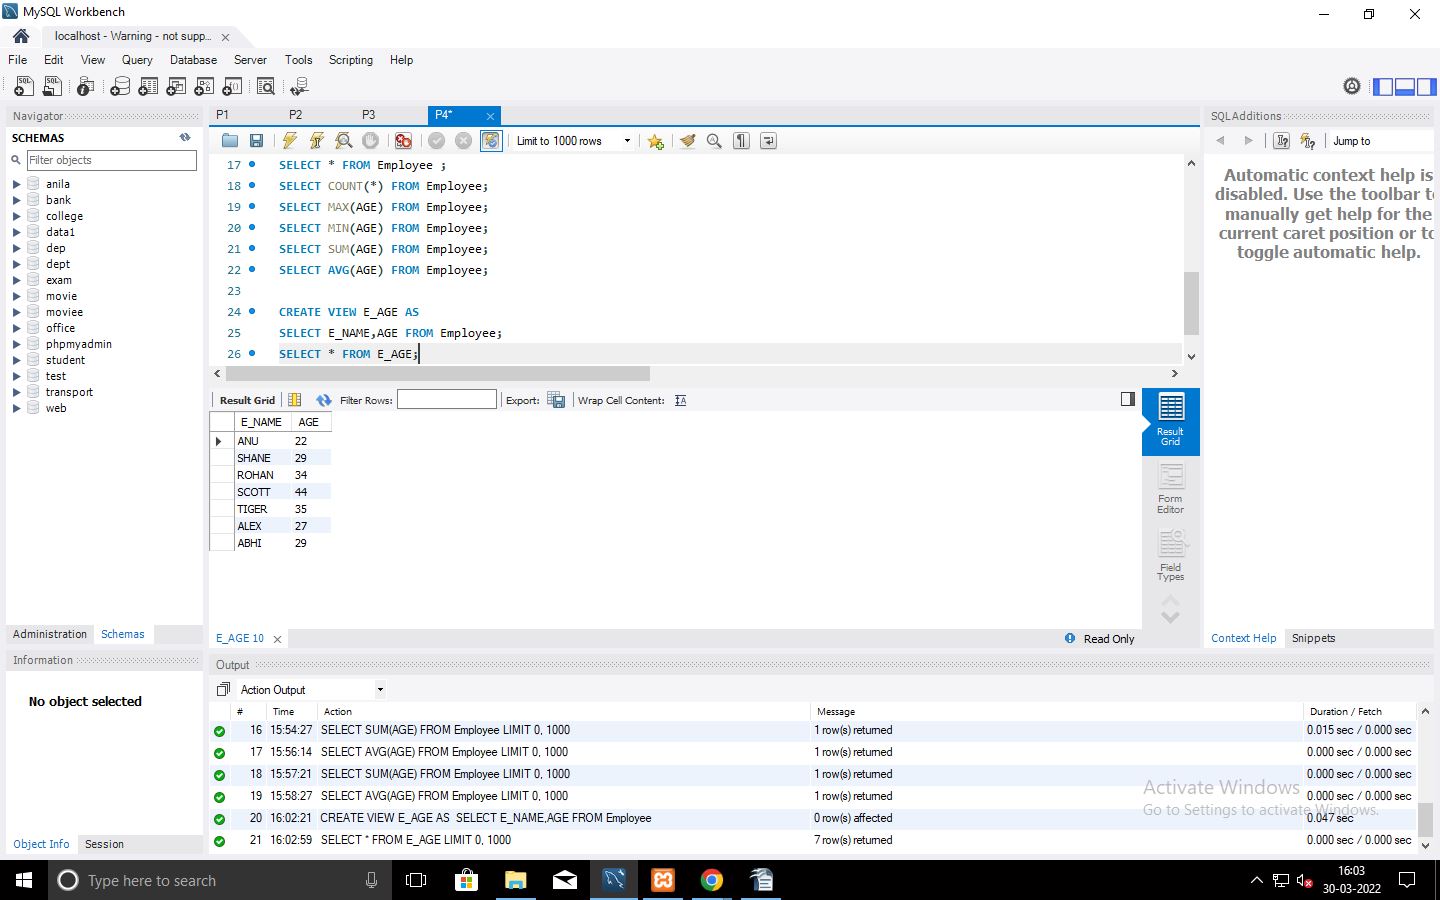 MySQL Workbench
localhost - Warning - not supp...
File Edit View Query Database Server Tools Scripting Help
Navigator
SCHEMAS
Filter objects
anila
bank
college
data1
dep
dept
exam
movie
moviee
office
phpmyadmin
student
test
transport
web
Administration Schemas
Information
No object selected
Object Info Session
P1 P2 P3 P4*
Limit to 1000 rows
17 SELECT * FROM Employee ;
18 SELECT COUNT(*) FROM Employee;
19 SELECT MAX(AGE) FROM Employee;
20 SELECT MIN(AGE) FROM Employee;
21 SELECT SUM(AGE) FROM Employee;
22 SELECT AVG(AGE) FROM Employee;
23
24 CREATE VIEW E_AGE AS
25 SELECT E_NAME,AGE FROM Employee;
26 SELECT * FROM E_AGE;
Result Grid Filter Rows: Export: Wrap Cell Content:
E_NAME AGE
ANU 22
SHANE 29
ROHAN 34
SCOTT 44
TIGER 35
ALEX 27
ABHI 29
Result
Grid
Form
Editor
Field
Types
E_AGE 10
Read Only
SQLAdditions
Jump to
Automatic context help is
disabled. Use the toolbar to
manually get help for the
current caret position or to
toggle automatic help.
Context Help Snippets
Output
Action Output
# Time Action Message Duration / Fetch
16 15:54:27 SELECT SUM(AGE) FROM Employee LIMIT 0, 1000 1 row(s) returned 0.015 sec / 0.000 sec
17 15:56:14 SELECT AVG(AGE) FROM Employee LIMIT 0, 1000 1 row(s) returned 0.000 sec / 0.000 sec
18 15:57:21 SELECT SUM(AGE) FROM Employee LIMIT 0, 1000 1 row(s) returned 0.000 sec / 0.000 sec
19 15:58:27 SELECT AVG(AGE) FROM Employee LIMIT 0, 1000 1 row(s) returned 0.000 sec / 0.000 sec
20 16:02:21 CREATE VIEW E_AGE AS SELECT E_NAME,AGE FROM Employee 0 row(s) affected 0.047 sec
21 16:02:59 SELECT * FROM E_AGE LIMIT 0, 1000 7 row(s) returned 0.000 sec / 0.000 sec
Activate Windows
Go to Settings to activate Windows.
Type here to search
16:03
30-03-2022